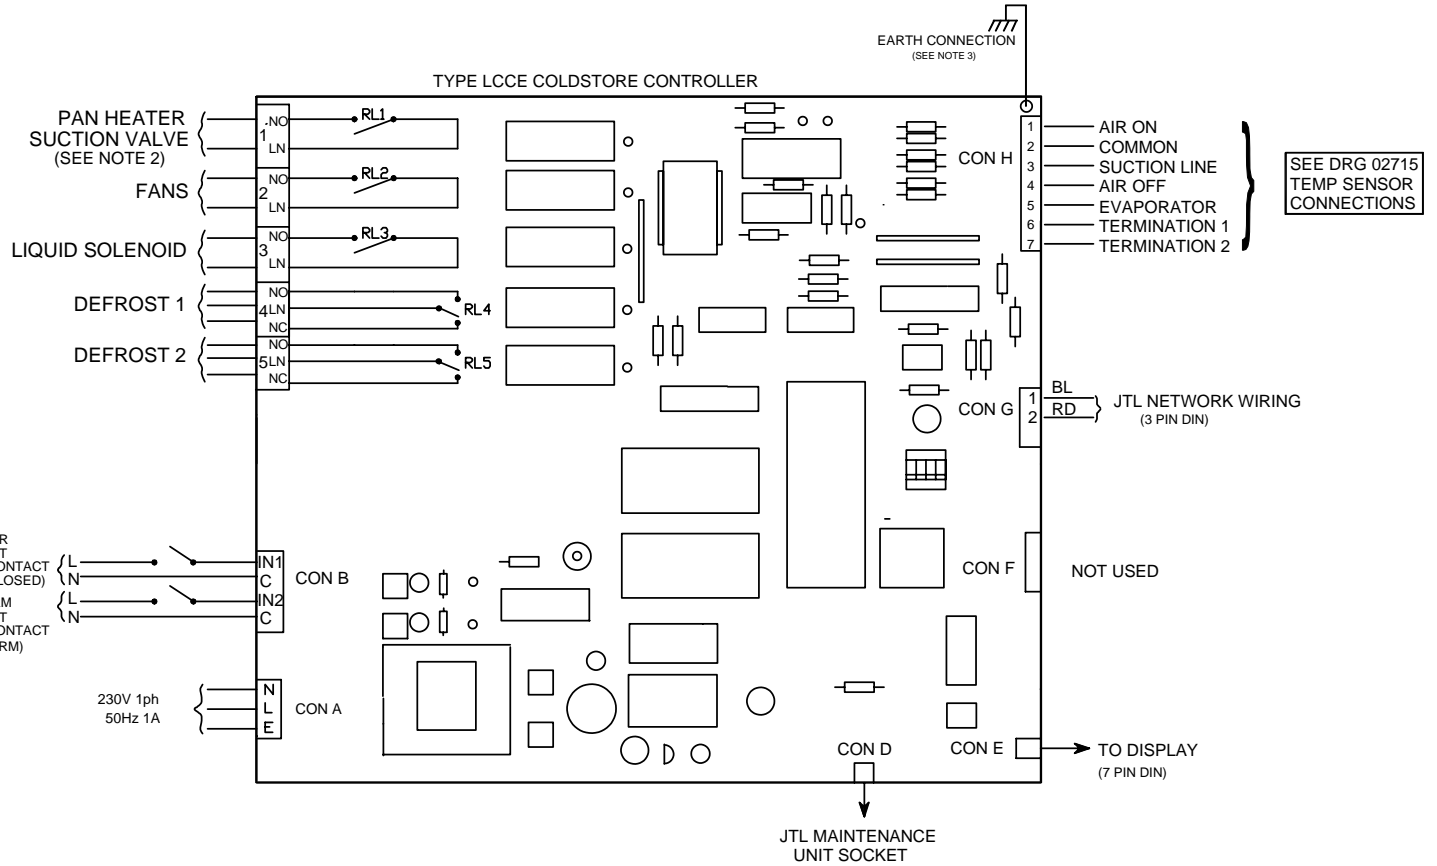 EARTH CONNECTION
(SEE NOTE 3)
TYPE LCCE COLDSTORE CONTROLLER
PAN HEATER
SUCTION VALVE
(SEE NOTE 2)
1
NO
LN
RL1
FANS
2
NO
LN
RL2
LIQUID SOLENOID
3
NO
LN
RL3
DEFROST 1
4
NO
LN
NC
RL4
DEFROST 2
5
NO
LN
NC
RL5
CON H
1 AIR ON
2 COMMON
3 SUCTION LINE
4 AIR OFF
5 EVAPORATOR
6 TERMINATION 1
7 TERMINATION 2
SEE DRG 02715
TEMP SENSOR
CONNECTIONS
CON G
1 BL
2 RD
JTL NETWORK WIRING
(3 PIN DIN)
CON F
NOT USED
R
T
ONTACT
LOSED)
L
N
IN1
C
CON B
AM
T
ONTACT
RM)
L
N
IN2
C
230V 1ph
50Hz 1A
N
L
E
CON A
CON D
CON E
TO DISPLAY
(7 PIN DIN)
JTL MAINTENANCE
UNIT SOCKET